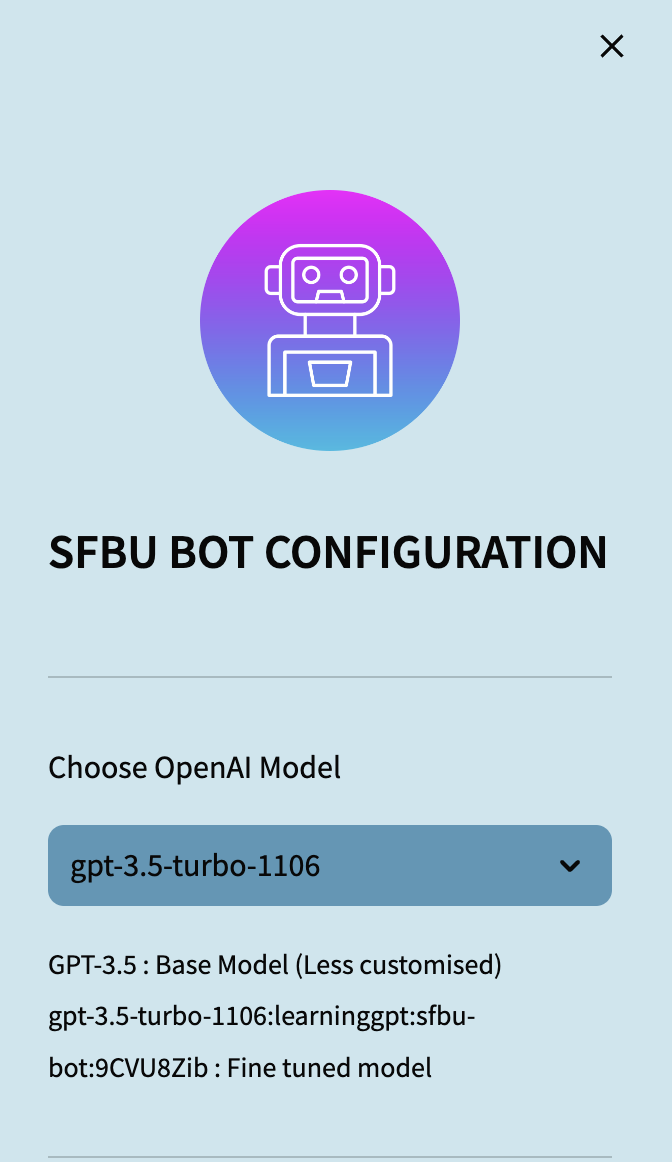 SFBU BOT CONFIGURATION
Choose OpenAI Model
gpt-3.5-turbo-1106
GPT-3.5 : Base Model (Less customised)
gpt-3.5-turbo-1106:learninggpt:sfbu-
bot:9CVU8Zib : Fine tuned model